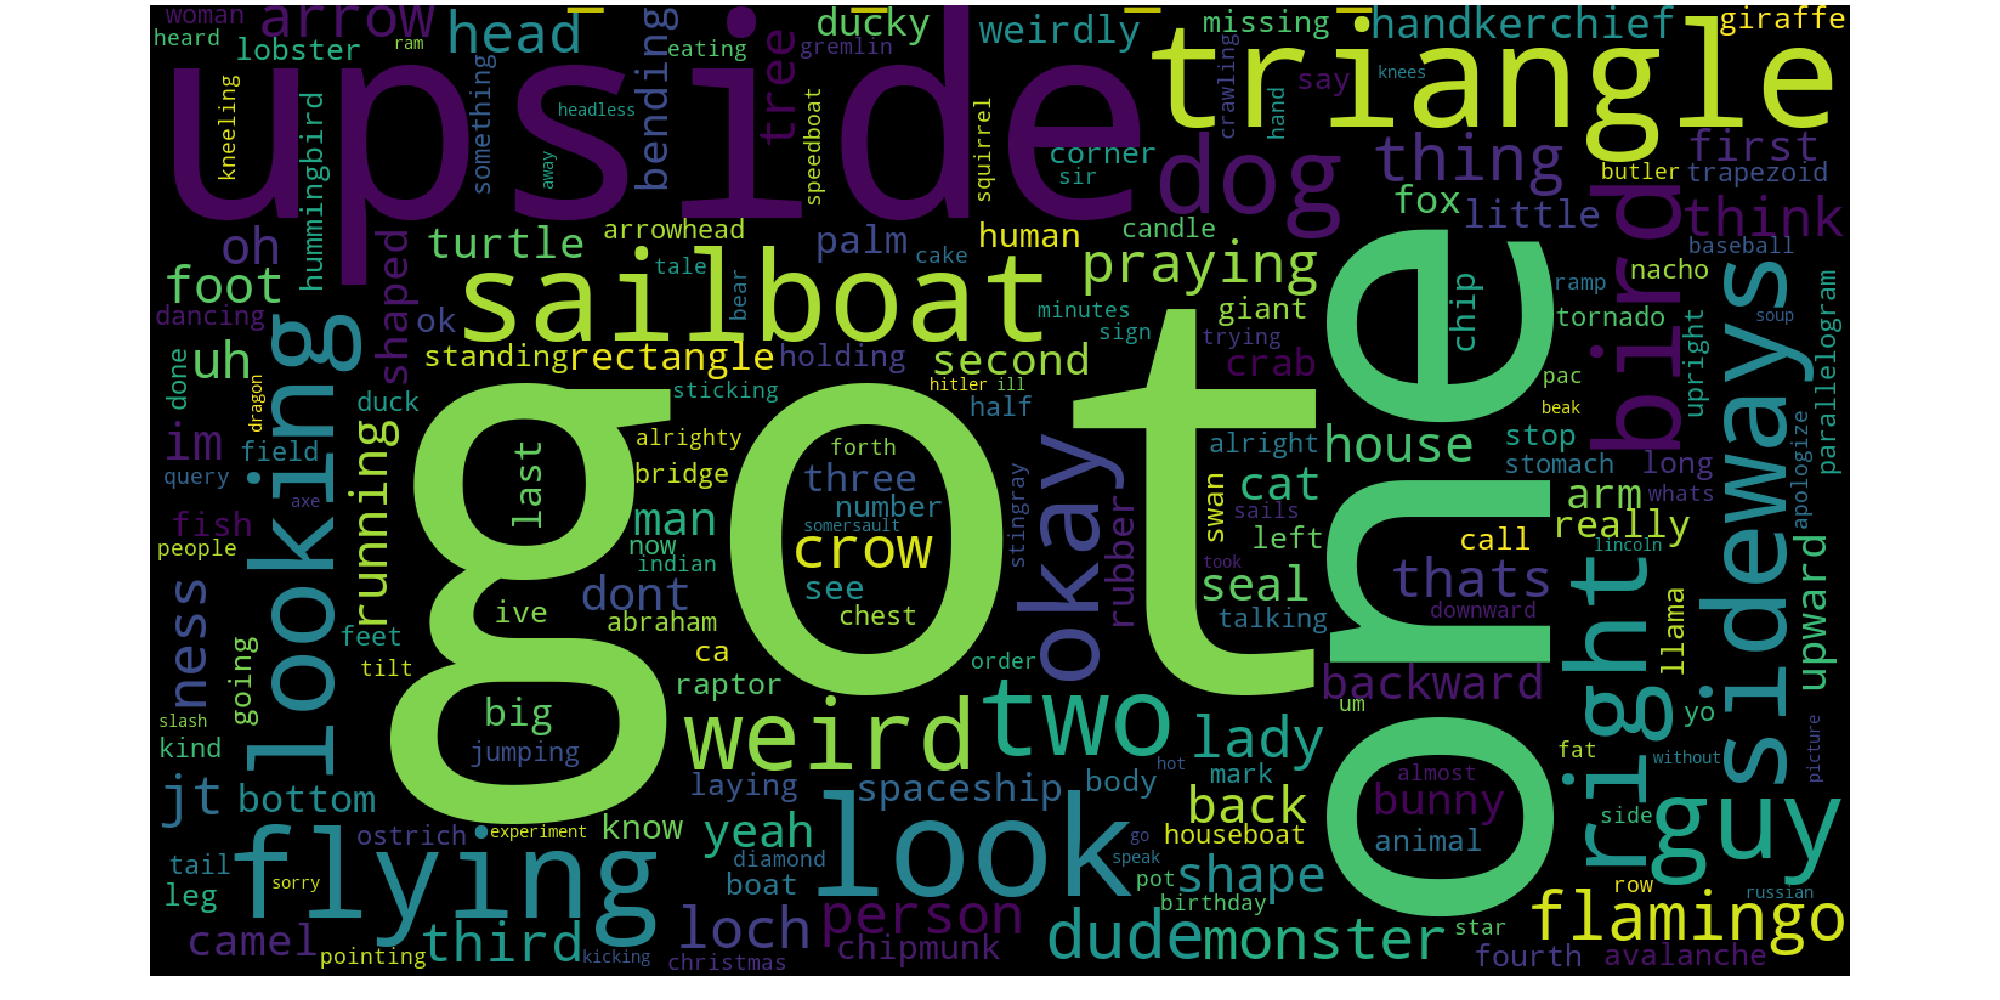 woman
arrow
head
ducky
weirdly
missing
handkerchief
giraffe
heard
lobster
ram
eating
gremlin
upside
triangle
kneeling
hummingbird
something
headless
away
bending
tree
speedboat
squirrel
crawling
hand
say
knees
corner
sir
dog
thing
first
butler
trapezoid
oh
shaped
turtle
arrowhead
palm
human
candle
fox
little
bird
think
foot
tale
cake
bear
sailboat
praying
chip
baseball
nacho
ramp
parallelogram
dancing
ok
minutes
sign
giant
trying
tornado
soup
uh
looking
standing
rectangle
holding
second
crab
one
upright
sideways
done
dragon
duck
sticking
hitler ill
half
pac
beak
im
field
running
got
last
alrighty
forth
okay
alright
house
stop
apologize
query
axe
bridge
three
number
stingray
rubber
cat
stomach
long
whats
fish
man
somersault
swan
sails
arm
people
now
indian
crow
left
call
really
lincoln
ness
ive
dont
see
took
seal
thats
right
upward
feet
abraham
chest
talking
downward
llama
going
tilt
ca
order
backward
raptor
um
yo
slash
kind
big
jumping
weird
two
lady
fat
without
picture
jt
bottom
laying
spaceship
body
hot
mark
almost
bunny
guy
flying
ostrich
experiment
know
yeah
look
go
speak
back
houseboat
animal
side
tail
leg
sorry
diamond
boat
pot
shape
birthday
row
russian
camel
pointing
third
kicking
loch
christmas
person
chipmunk
dude
monster
star
fourth
flamingo
avalanche